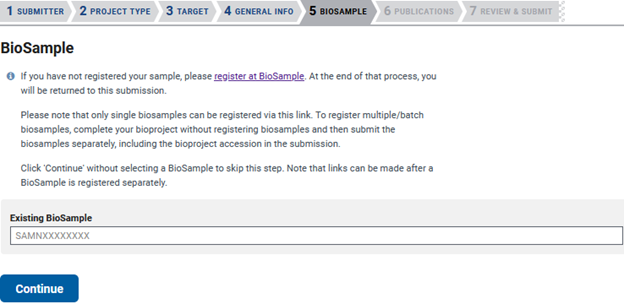 1 SUBMITTER 2 PROJECT TYPE 3 TARGET 4 GENERAL INFO 5 BIOSAMPLE 6 PUBLICATIONS 7 REVIEW & SUBMIT
BioSample
If you have not registered your sample, please register at BioSample. At the end of that process, you
will be returned to this submission.
Please note that only single biosamples can be registered via this link. To register multiple/batch
biosamples, complete your bioproject without registering biosamples and then submit the
biosamples separately, including the bioproject accession in the submission.
Click 'Continue' without selecting a BioSample to skip this step. Note that links can be made after a
BioSample is registered separately.
Existing BioSample
SAMNXXXXXXXX
Continue